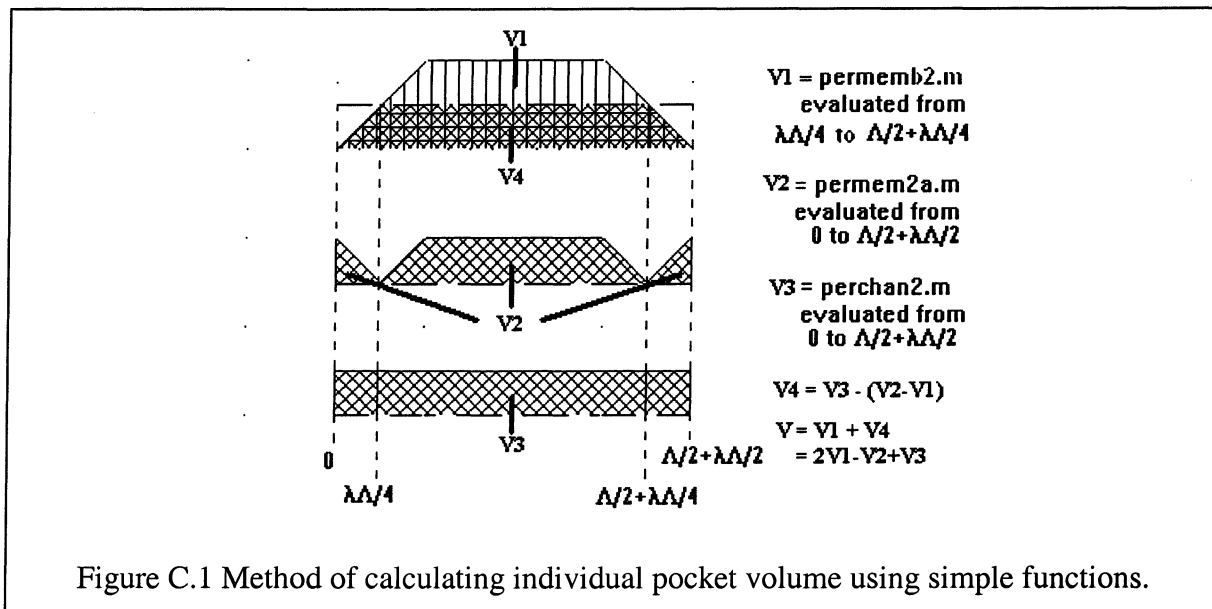 V1
V4
V1 = permemb2.m
evaluated from
λΛ/4 to Λ/2+λΛ/4
V2 = permem2a.m
evaluated from
0 to Λ/2+λΛ/2
V2
V3 = perchan2.m
evaluated from
0 to Λ/2+λΛ/2
V3
V4 = V3 - (V2-V1)
V = V1 + V4
= 2V1-V2+V3
0
Λ/2+λΛ/2
λΛ/4
Λ/2+λΛ/4
Figure C.1 Method of calculating individual pocket volume using simple functions.